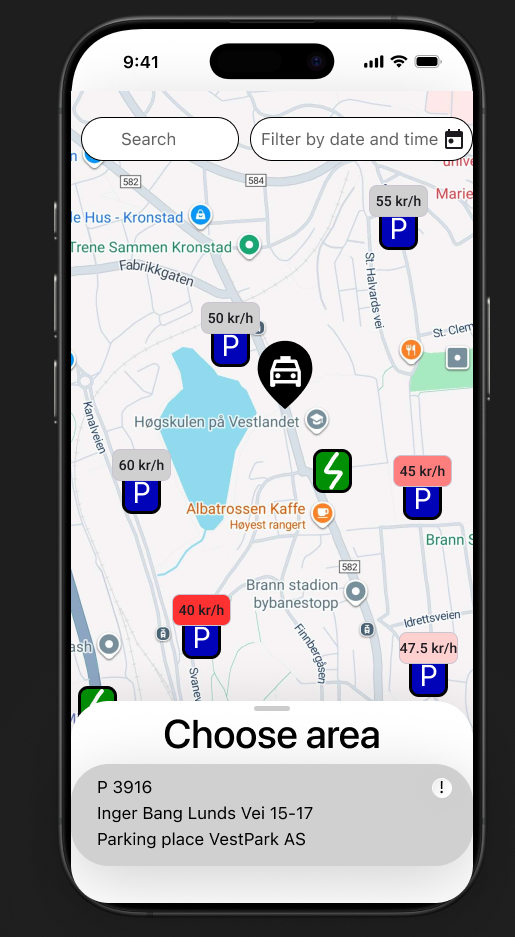 9:41
Search
Filter by date and time
582
584
Marie
55 kr/h
P
le Hus - Kronstad
Trene Sammen Kronstad
Fabrikkgaten
St. Halvards vei
50 kr/h
P
St. Clem
Kanalveien
Høgskulen på Vestlandet
60 kr/h
P
45 kr/h
P
Albatrossen Kaffe
Høyest rangert
Brann S
582
Brann stadion
bybanestopp
40 kr/h
P
Idrettsveien
ash
Finnbergåsen
47.5 kr/h
P
Svanev
Choose area
P 3916
!
Inger Bang Lunds Vei 15-17
Parking place VestPark AS